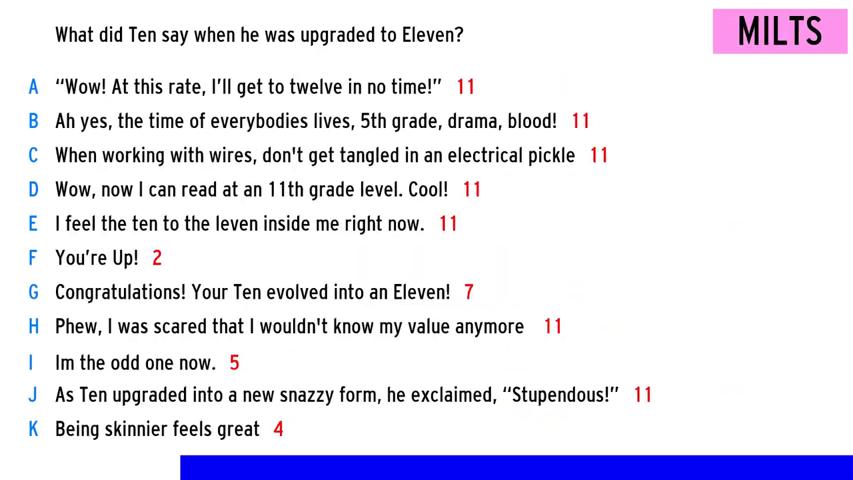 What did Ten say when he was upgraded to Eleven?
MILTS
A “Wow! At this rate, I’ll get to twelve in no time!” 11
B Ah yes, the time of everybodies lives, 5th grade, drama, blood! 11
C When working with wires, don't get tangled in an electrical pickle 11
D Wow, now I can read at an 11th grade level. Cool! 11
E I feel the ten to the leven inside me right now. 11
F You’re Up! 2
G Congratulations! Your Ten evolved into an Eleven! 7
H Phew, I was scared that I wouldn't know my value anymore 11
I Im the odd one now. 5
J As Ten upgraded into a new snazzy form, he exclaimed, “Stupendous!” 11
K Being skinnier feels great 4